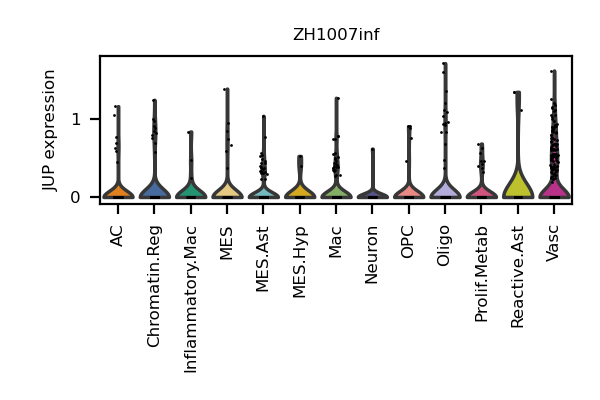 ZH1007inf
JUP expression
1
0
AC
Chromatin.Reg
Inflammatory.Mac
MES
MES.Ast
MES.Hyp
Mac
Neuron
OPC
Oligo
Prolif.Metab
Reactive.Ast
Vasc